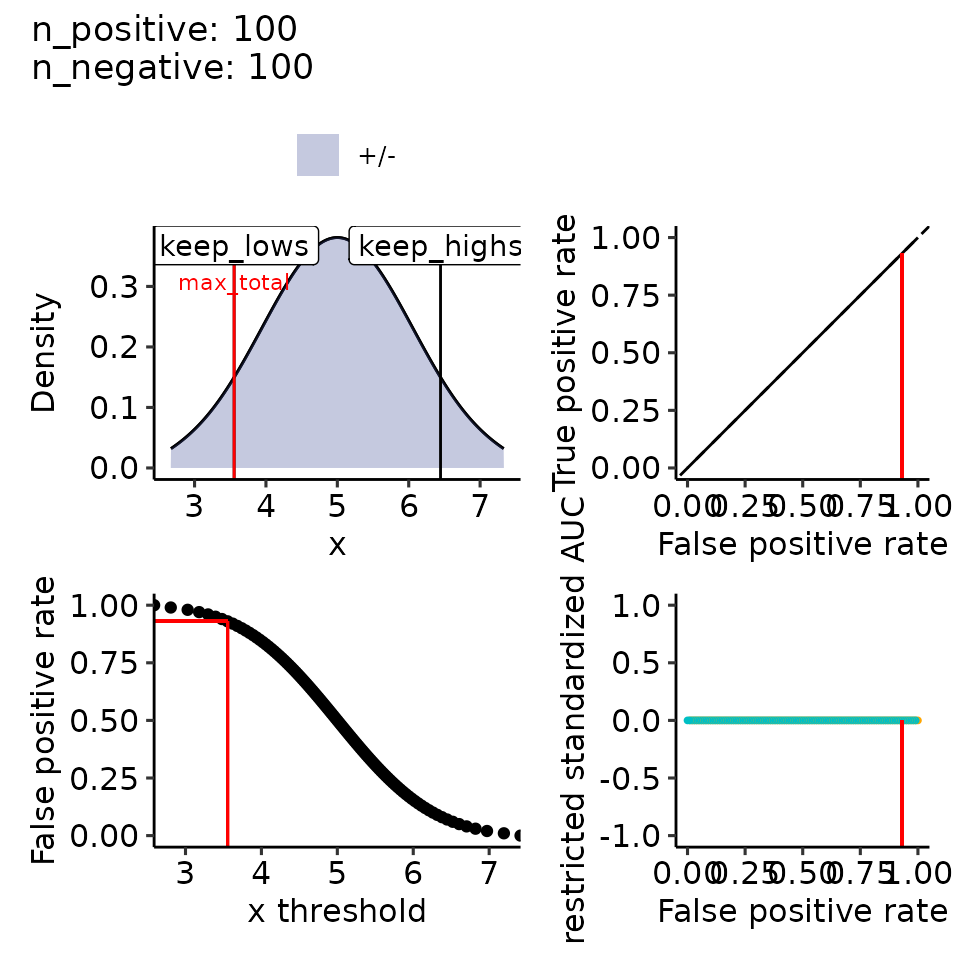 n_positive: 100
n_negative: 100
+/-
keep_lows
keep_highs
max_total
Density
0.3
0.2
0.1
0.0
3 4 5 6 7
x
True positive rate
1.00
0.75
0.50
0.25
0.00
0.00 0.25 0.50 0.75 1.00
False positive rate
False positive rate
1.00
0.75
0.50
0.25
0.00
3 4 5 6 7
x threshold
restricted standardized AUC
1.0
0.5
0.0
-0.5
-1.0
0.00 0.25 0.50 0.75 1.00
False positive rate